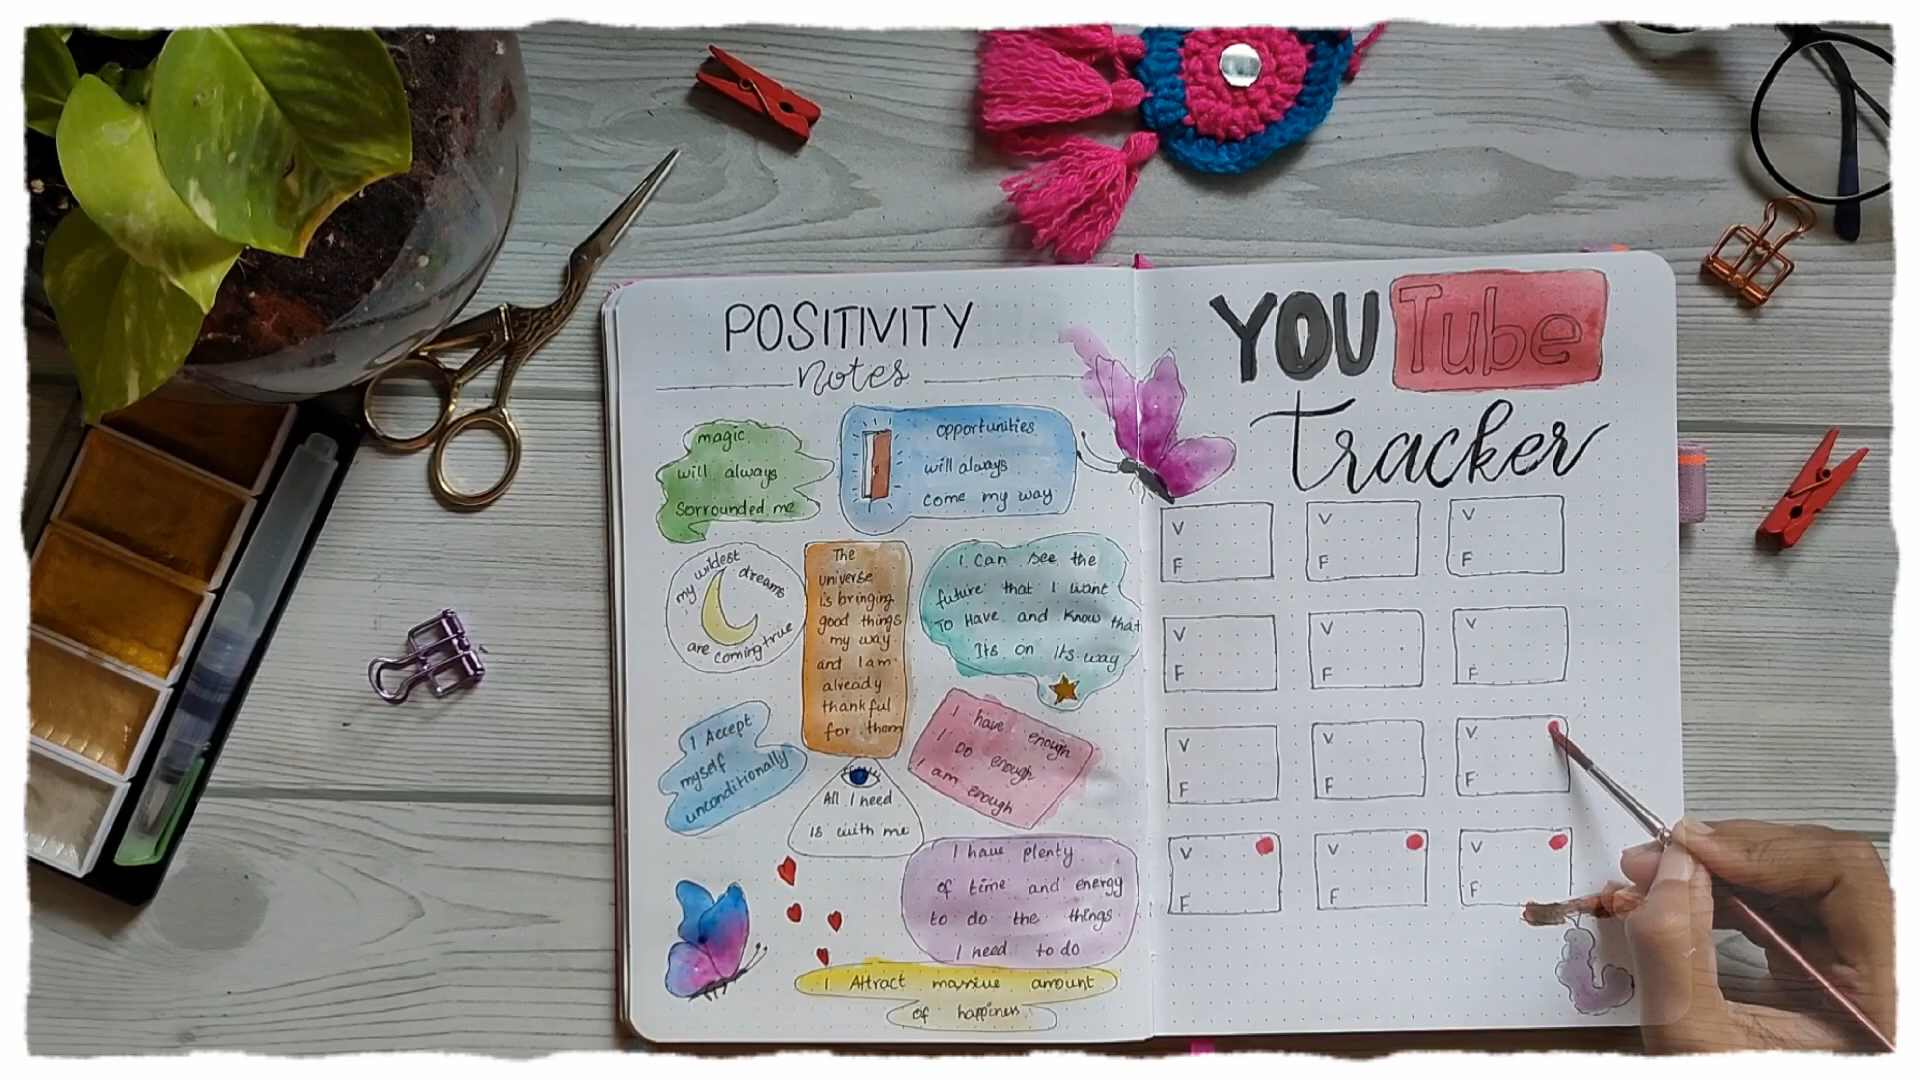 POSITIVITY
notes
magic
will always
Sorrounded me
opportunities
will always
come my way
my wildest
dreams
are coming true
The
universe
is bringing
good things
my way
and I am
already
thankful
for them
I Can see the
future that I want
To Have and Know that
Its on its way
I Accept
myself
unconditionally
I have enough
I DO enough
I am enough
All I need
is with me
I have plenty
of time and energy
to do the things
I need to do
I Attract massive amount
of happiness
YOUTube
Tracker
V V V
F F F
V V V
F F F
V V V
F F F
V V V
F F F